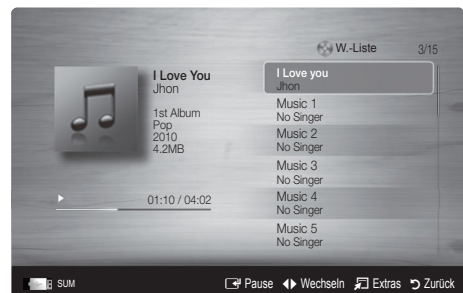 W.-Liste 3/15
I Love You
Jhon
1st Album
Pop
2010
4.2MB
01:10 / 04:02
I Love you
Jhon
Music 1
No Singer
Music 2
No Singer
Music 3
No Singer
Music 4
No Singer
Music 5
No Singer
SUM Pause Wechseln Extras Zurück